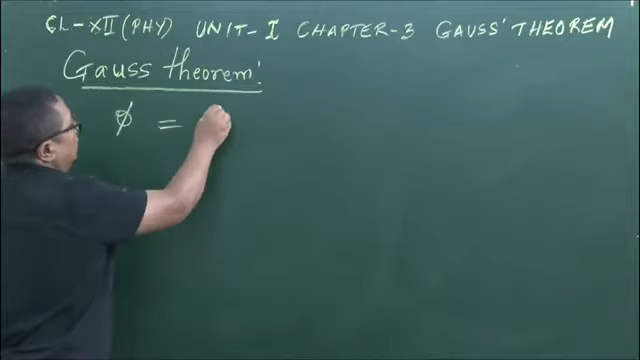 CL-XII (PHY) UNIT-I CHAPTER-3 GAUSS' THEOREM
Gauss theorem:
φ =